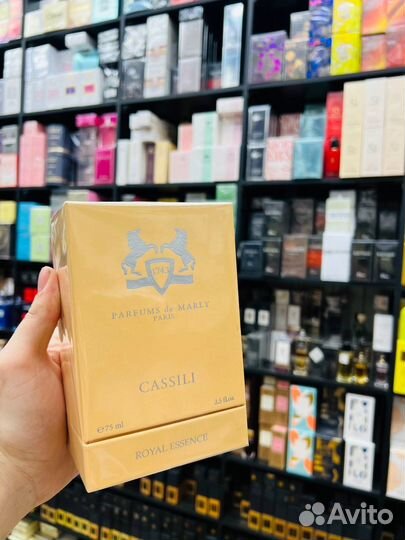 1743
PARFUMS de MARLY
PARIS
CASSILI
℮ 75 ml 2.5 fl.oz
ROYAL ESSENCE
Avito